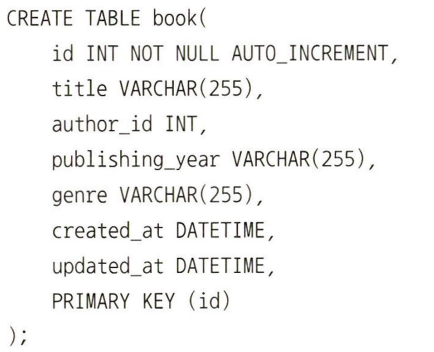 CREATE TABLE book(
    id INT NOT NULL AUTO_INCREMENT,
    title VARCHAR(255),
    author_id INT,
    publishing_year VARCHAR(255),
    genre VARCHAR(255),
    created_at DATETIME,
    updated_at DATETIME,
    PRIMARY KEY (id)
);